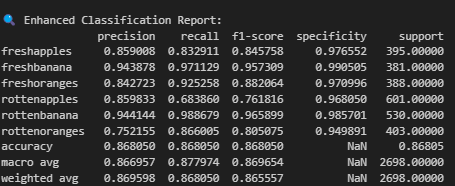 🔍 Enhanced Classification Report:
precision recall f1-score specificity support
freshapples 0.859008 0.832911 0.845758 0.976552 395.00000
freshbanana 0.943878 0.971129 0.957309 0.990505 381.00000
freshoranges 0.842723 0.925258 0.882064 0.970996 388.00000
rottenapples 0.859833 0.683860 0.761816 0.968050 601.00000
rottenbanana 0.944144 0.988679 0.965899 0.985701 530.00000
rottenoranges 0.752155 0.866005 0.805075 0.949891 403.00000
accuracy 0.868050 0.868050 0.868050 NaN 0.86805
macro avg 0.866957 0.877974 0.869654 NaN 2698.00000
weighted avg 0.869598 0.868050 0.865557 NaN 2698.00000